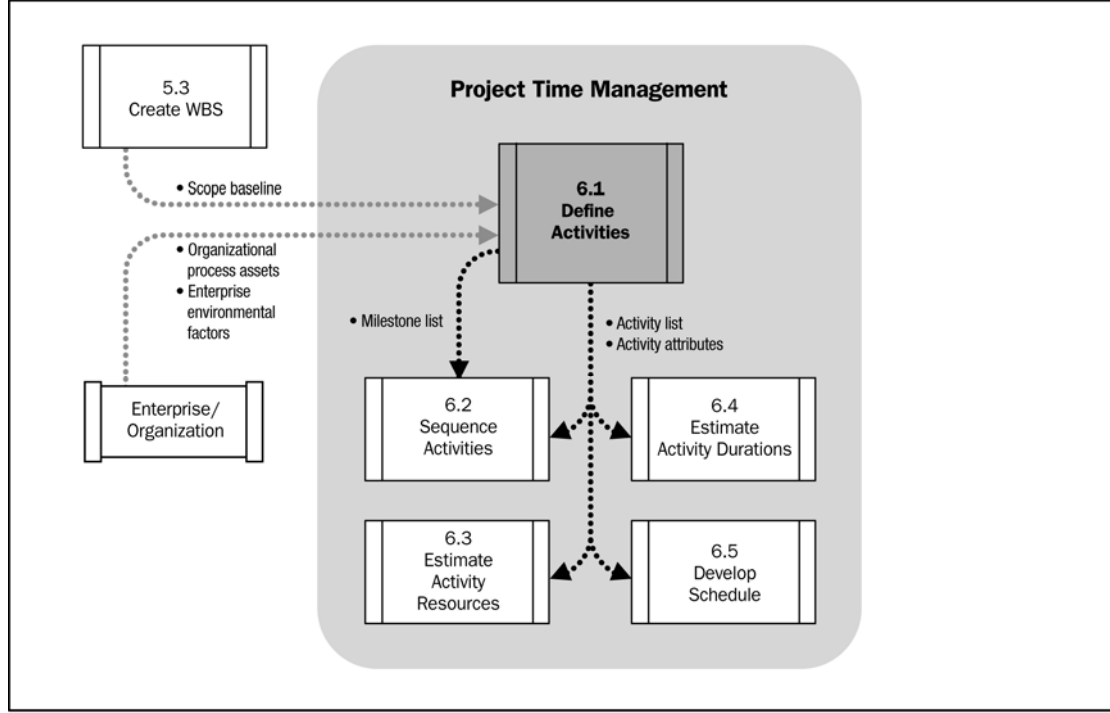 5.3
Create WBS
Project Time Management
6.1
Define
Activities
• Scope baseline
• Organizational
process assets
• Enterprise
environmental
factors
• Milestone list
• Activity list
• Activity attributes
Enterprise/
Organization
6.2
Sequence
Activities
6.4
Estimate
Activity Durations
6.3
Estimate
Activity
Resources
6.5
Develop
Schedule